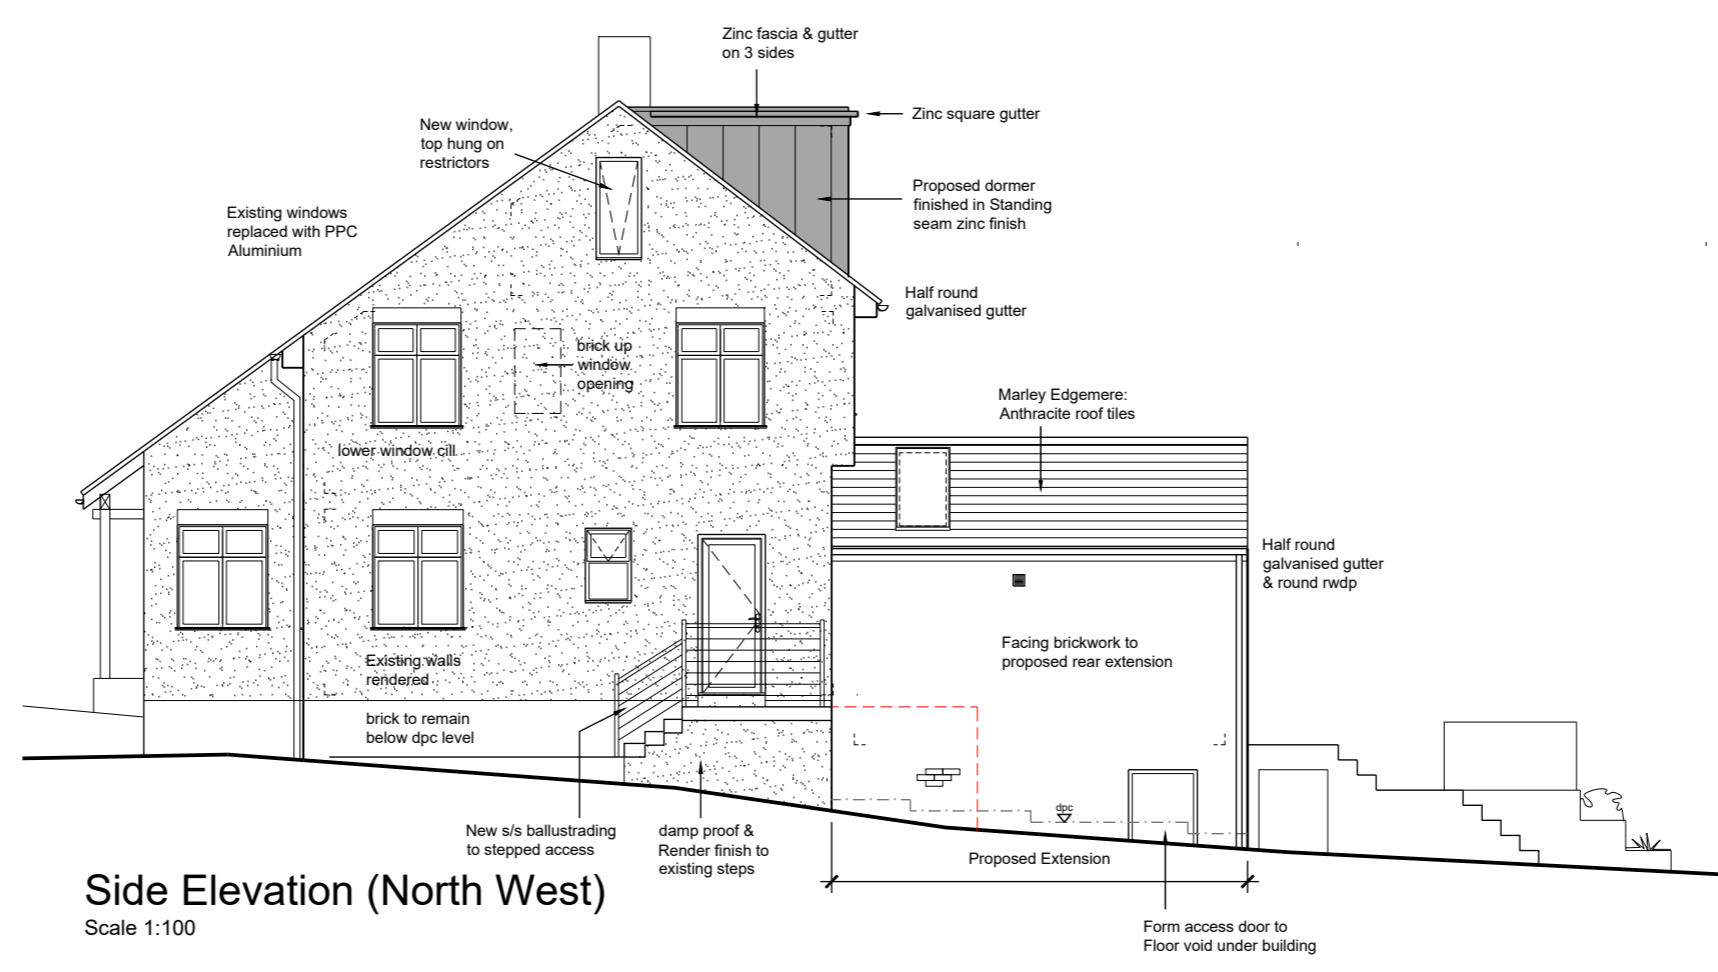 Zinc fascia & gutter
on 3 sides
Zinc square gutter
New window,
top hung on
restrictors
Proposed dormer
finished in Standing
seam zinc finish
Existing windows
replaced with PPC
Aluminium
Half round
galvanised gutter
brick up
window
opening
Marley Edgemere:
Anthracite roof tiles
lower window cill
Half round
galvanised gutter
& round rwdp
Facing brickwork to
proposed rear extension
Existing walls
rendered
brick to remain
below dpc level
dpc
New s/s ballustrading
to stepped access
damp proof &
Render finish to
existing steps
Proposed Extension
Form access door to
Floor void under building
Side Elevation (North West)
Scale 1:100